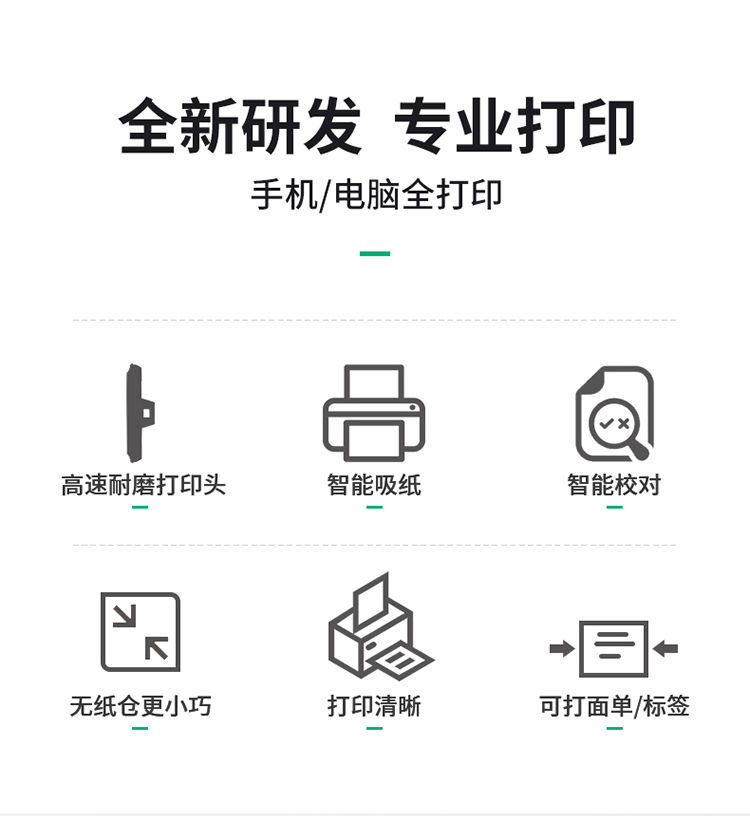 全新研发 专业打印
手机/电脑全打印
高速耐磨打印头
智能吸纸
智能校对
无纸仓更小巧
打印清晰
可打面单/标签